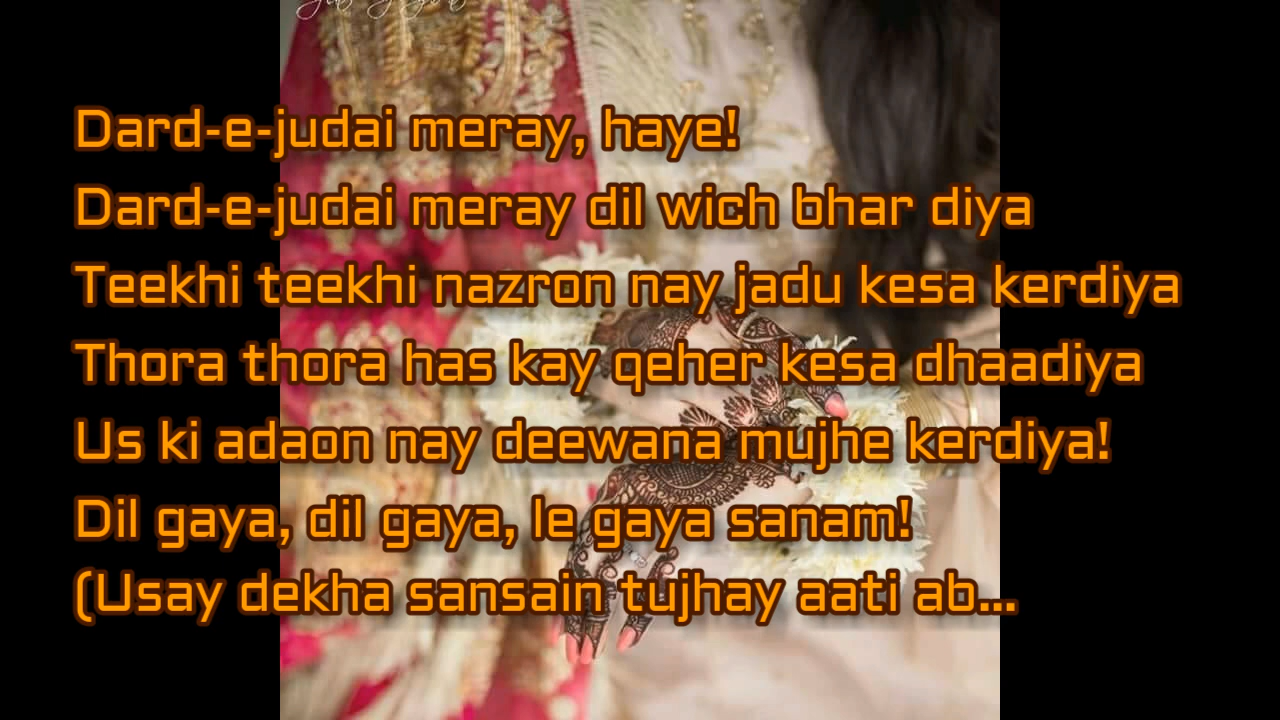 Dard-e-judai meray, haye!
Dard-e-judai meray dil wich bhar diya
Teekhi teekhi nazron nay jadu kesa kerdiya
Thora thora has kay qeher kesa dhaadiya
Us ki adaon nay deewana mujhe kerdiya!
Dil gaya, dil gaya, le gaya sanam!
(Usay dekha sansain tujhay aati ab...